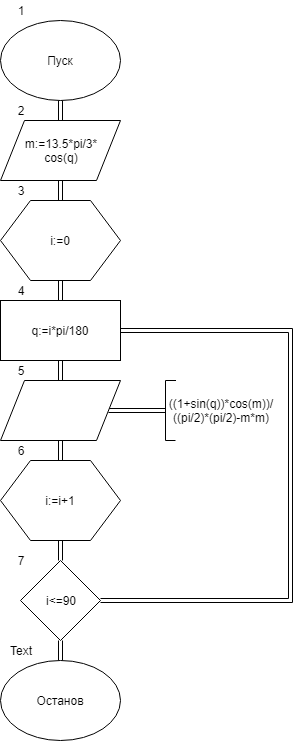 1
Пуск
2
m:=13.5*pi/3*
cos(q)
3
i:=0
4
q:=i*pi/180
5
((1+sin(q))*cos(m))/
((pi/2)*(pi/2)-m*m)
6
i:=i+1
7
i<=90
Text
Останов